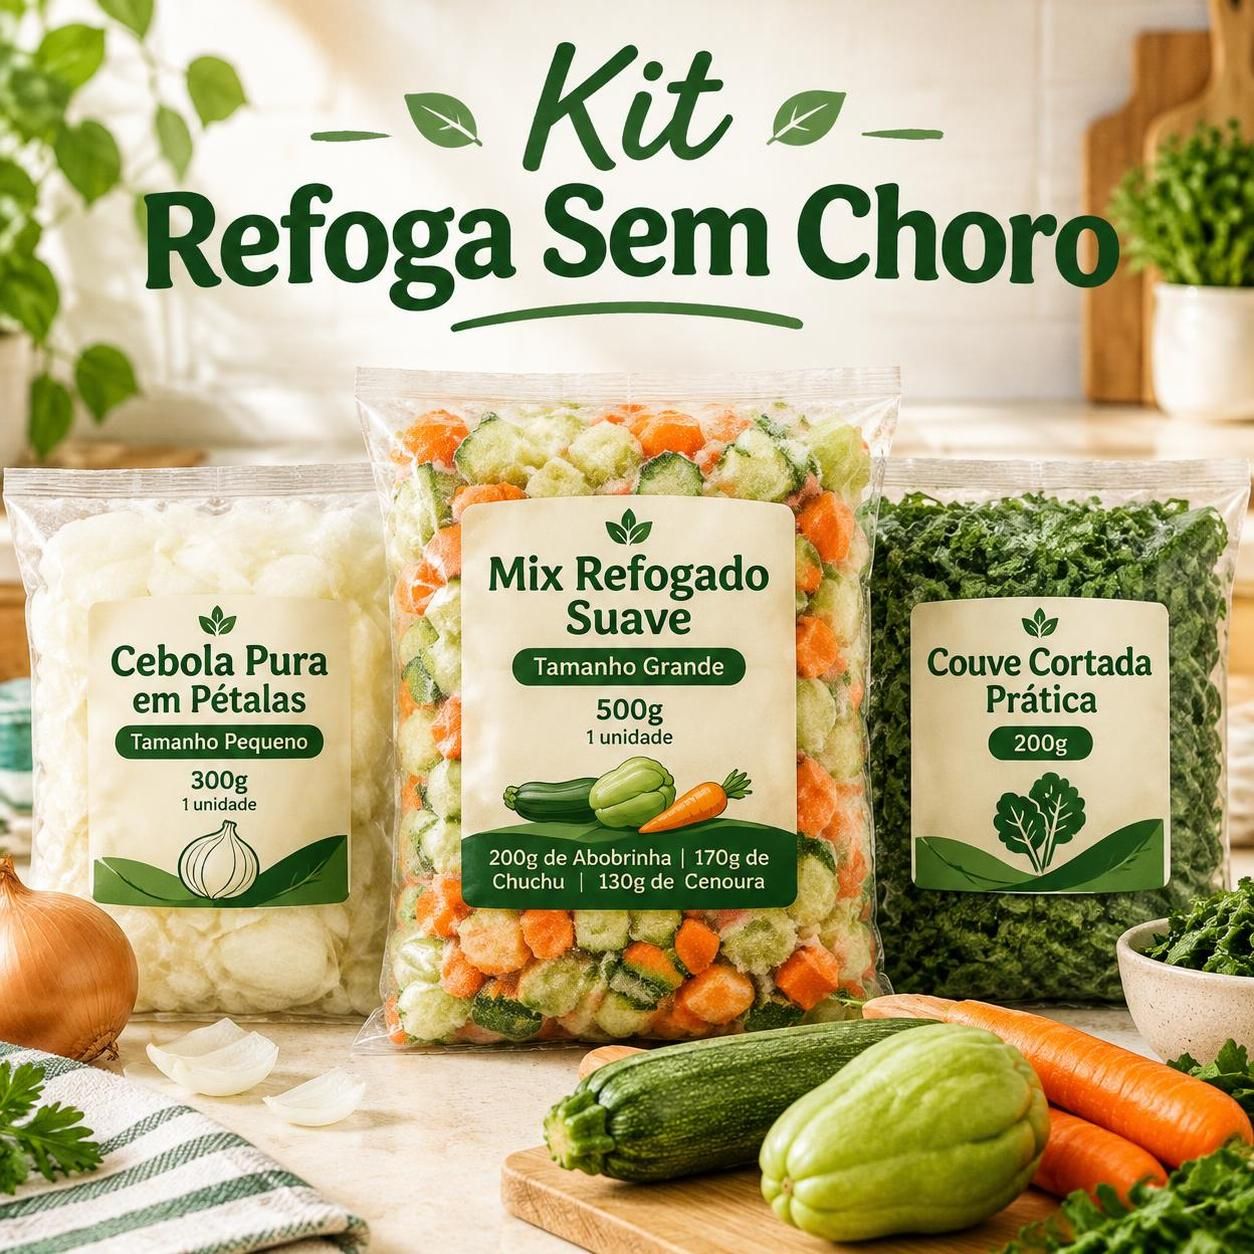 Kit
Refoga Sem Choro
Cebola Pura
em Pétalas
Tamanho Pequeno
300g
1 unidade
Mix Refogado
Suave
Tamanho Grande
500g
1 unidade
200g de Abobrinha | 170g de
Chuchu | 130g de Cenoura
Couve Cortada
Prática
200g